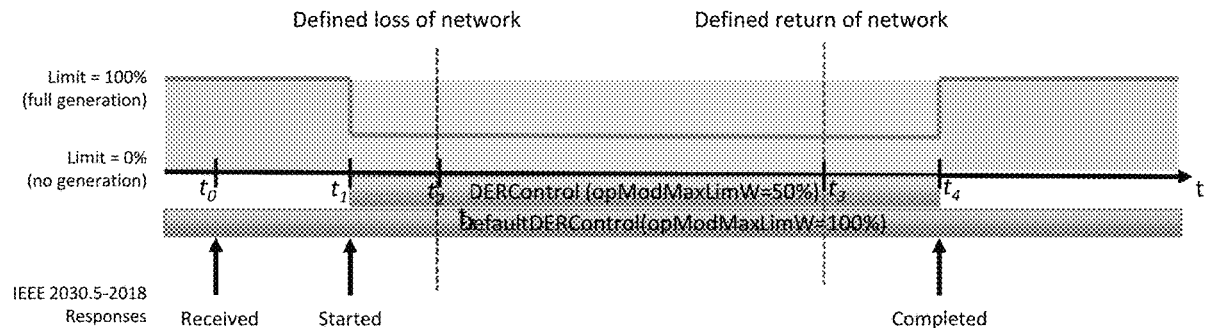 Defined loss of network
Defined return of network
Limit = 100%
(full generation)
Limit = 0%
(no generation)
t0
t1
t2
t3
t4
t
DERControl (opModMaxLimW=50%)
DefaultDERControl(opModMaxLimW=100%)
IEEE 2030.5-2018
Responses
Received
Started
Completed